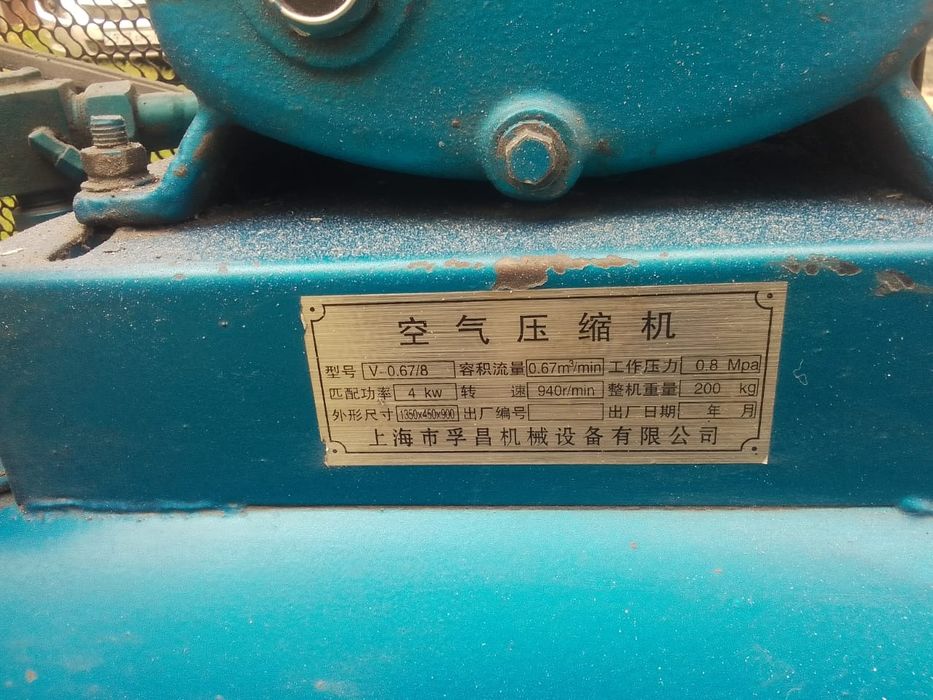 空气压缩机
型号 V-0.67/8 容积流量 0.67m³/min 工作压力 0.8 Mpa
匹配功率 4 kw 转速 940r/min 整机重量 200 kg
外形尺寸 1350x450x900 出厂编号 出厂日期 年 月
上海市孚昌机械设备有限公司